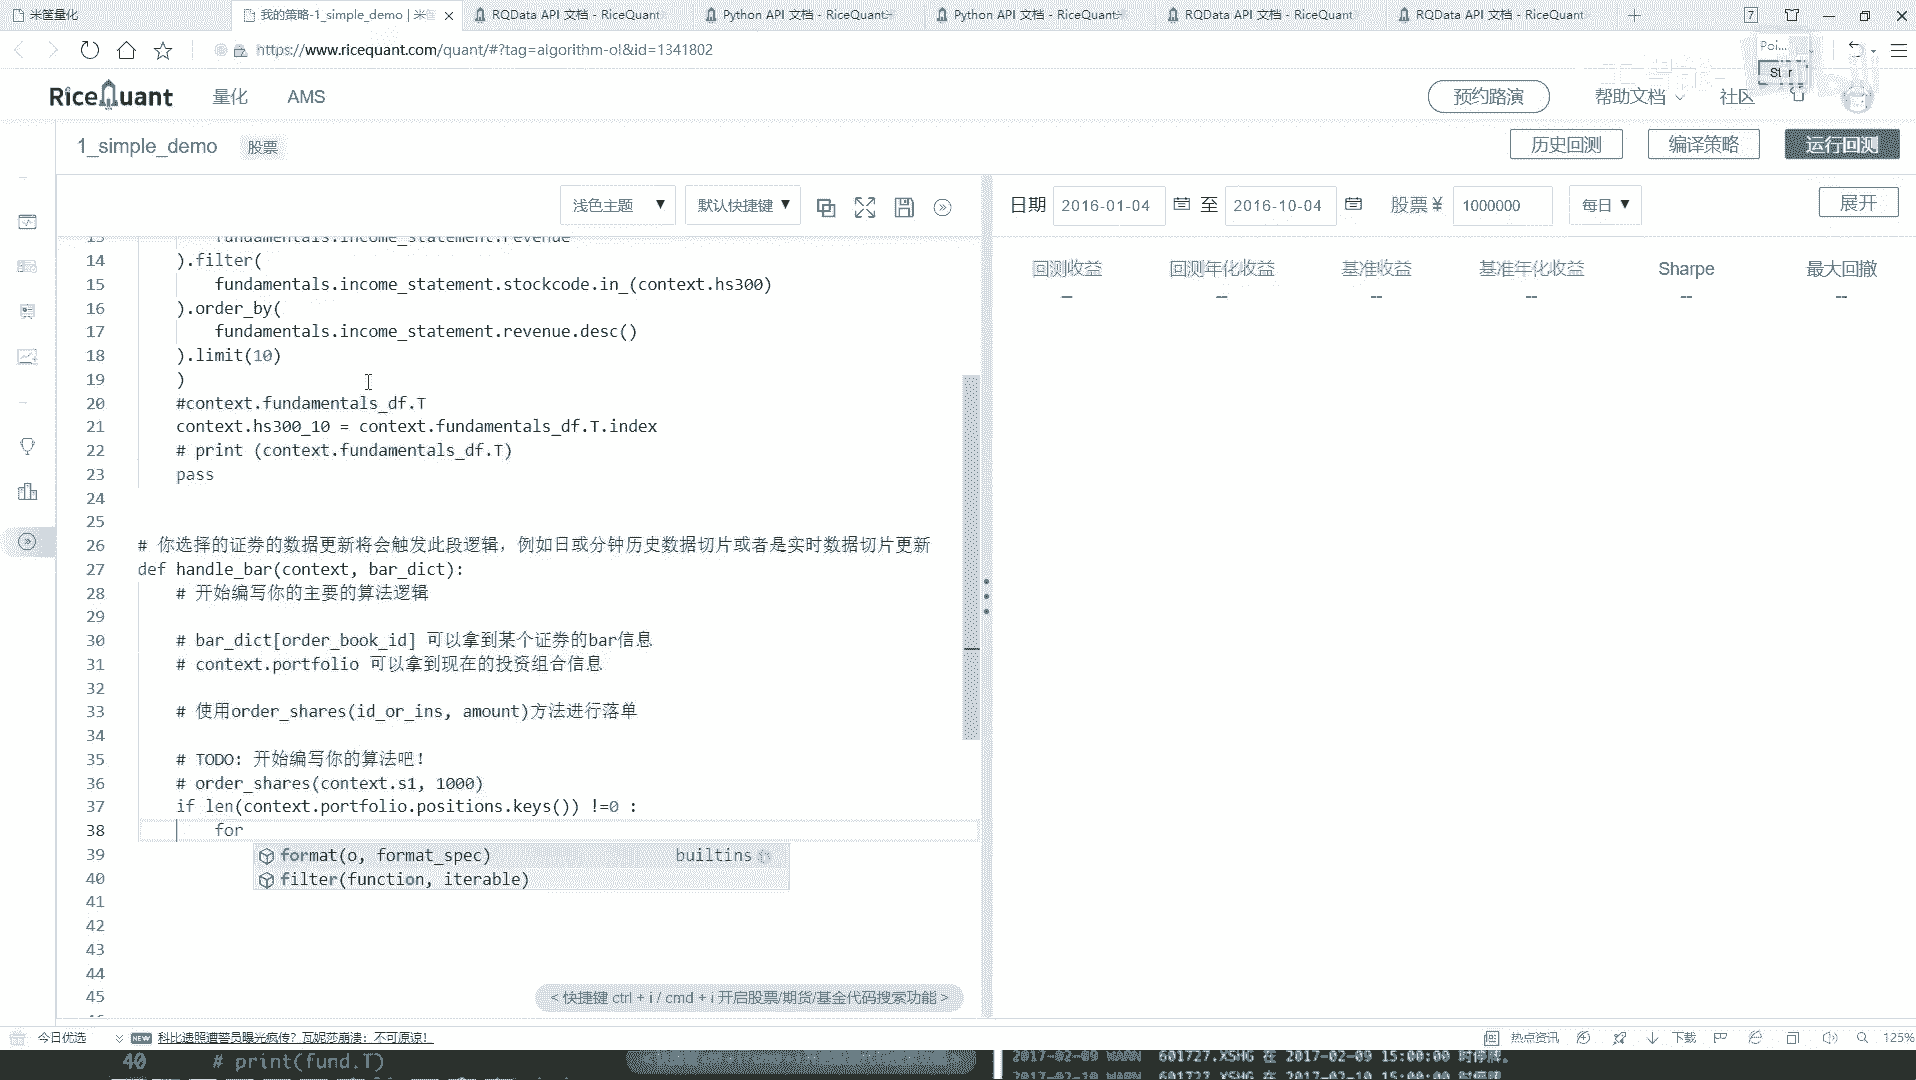 米筐量化
我的策略-1_simple_demo | 米筐
RQData API 文档 - RiceQuant
Python API 文档 - RiceQuant
Python API 文档 - RiceQuant
RQData API 文档 - RiceQuant
RQData API 文档 - RiceQuant
7
https://www.ricequant.com/quant/#?tag=algorithm-ol&id=1341802
Poi...
RiceQuant 量化 AMS
预约路演 帮助文档 社区
1_simple_demo 股票
历史回测 编译策略 运行回测
浅色主题 ▼ 默认快捷键 ▼
日期 2016-01-04 至 2016-10-04 股票 ¥ 1000000 每日 ▼ 展开
回测收益 回测年化收益 基准收益 基准年化收益 Sharpe 最大回撤
-- -- -- -- -- --
13 fundamentals.income_statement.revenue
14 ).filter(
15 fundamentals.income_statement.stockcode.in_(context.hs300)
16 ).order_by(
17 fundamentals.income_statement.revenue.desc()
18 ).limit(10)
19 )
20 #context.fundamentals_df.T
21 context.hs300_10 = context.fundamentals_df.T.index
22 # print (context.fundamentals_df.T)
23 pass
24
25
26 # 你选择的证券的数据更新将会触发此段逻辑，例如日或分钟历史数据切片或者是实时数据切片更新
27 def handle_bar(context, bar_dict):
28 # 开始编写你的主要的算法逻辑
29
30 # bar_dict[order_book_id] 可以拿到某个证券的bar信息
31 # context.portfolio 可以拿到现在的投资组合信息
32
33 # 使用order_shares(id_or_ins, amount)方法进行落单
34
35 # TODO: 开始编写你的算法吧！
36 # order_shares(context.s1, 1000)
37 if len(context.portfolio.positions.keys()) !=0 :
38 for
39 format(o, format_spec) builtins
40 filter(function, iterable)
41
42
43
44
45
< 快捷键 ctrl + i / cmd + i 开启股票/期货/基金代码搜索功能 >
今日优选 NEW 科比遗照遭警员曝光疯传？瓦妮莎崩溃：不可原谅！
热点资讯 下载 125%
40 # print(fund.T)
2017-02-09 WARN 601727.XSHG 在 2017-02-09 15:00:00 时停牌。
2017-02-10 WARN 601727.XSHG 在 2017-02-10 15:00:00 时停牌。